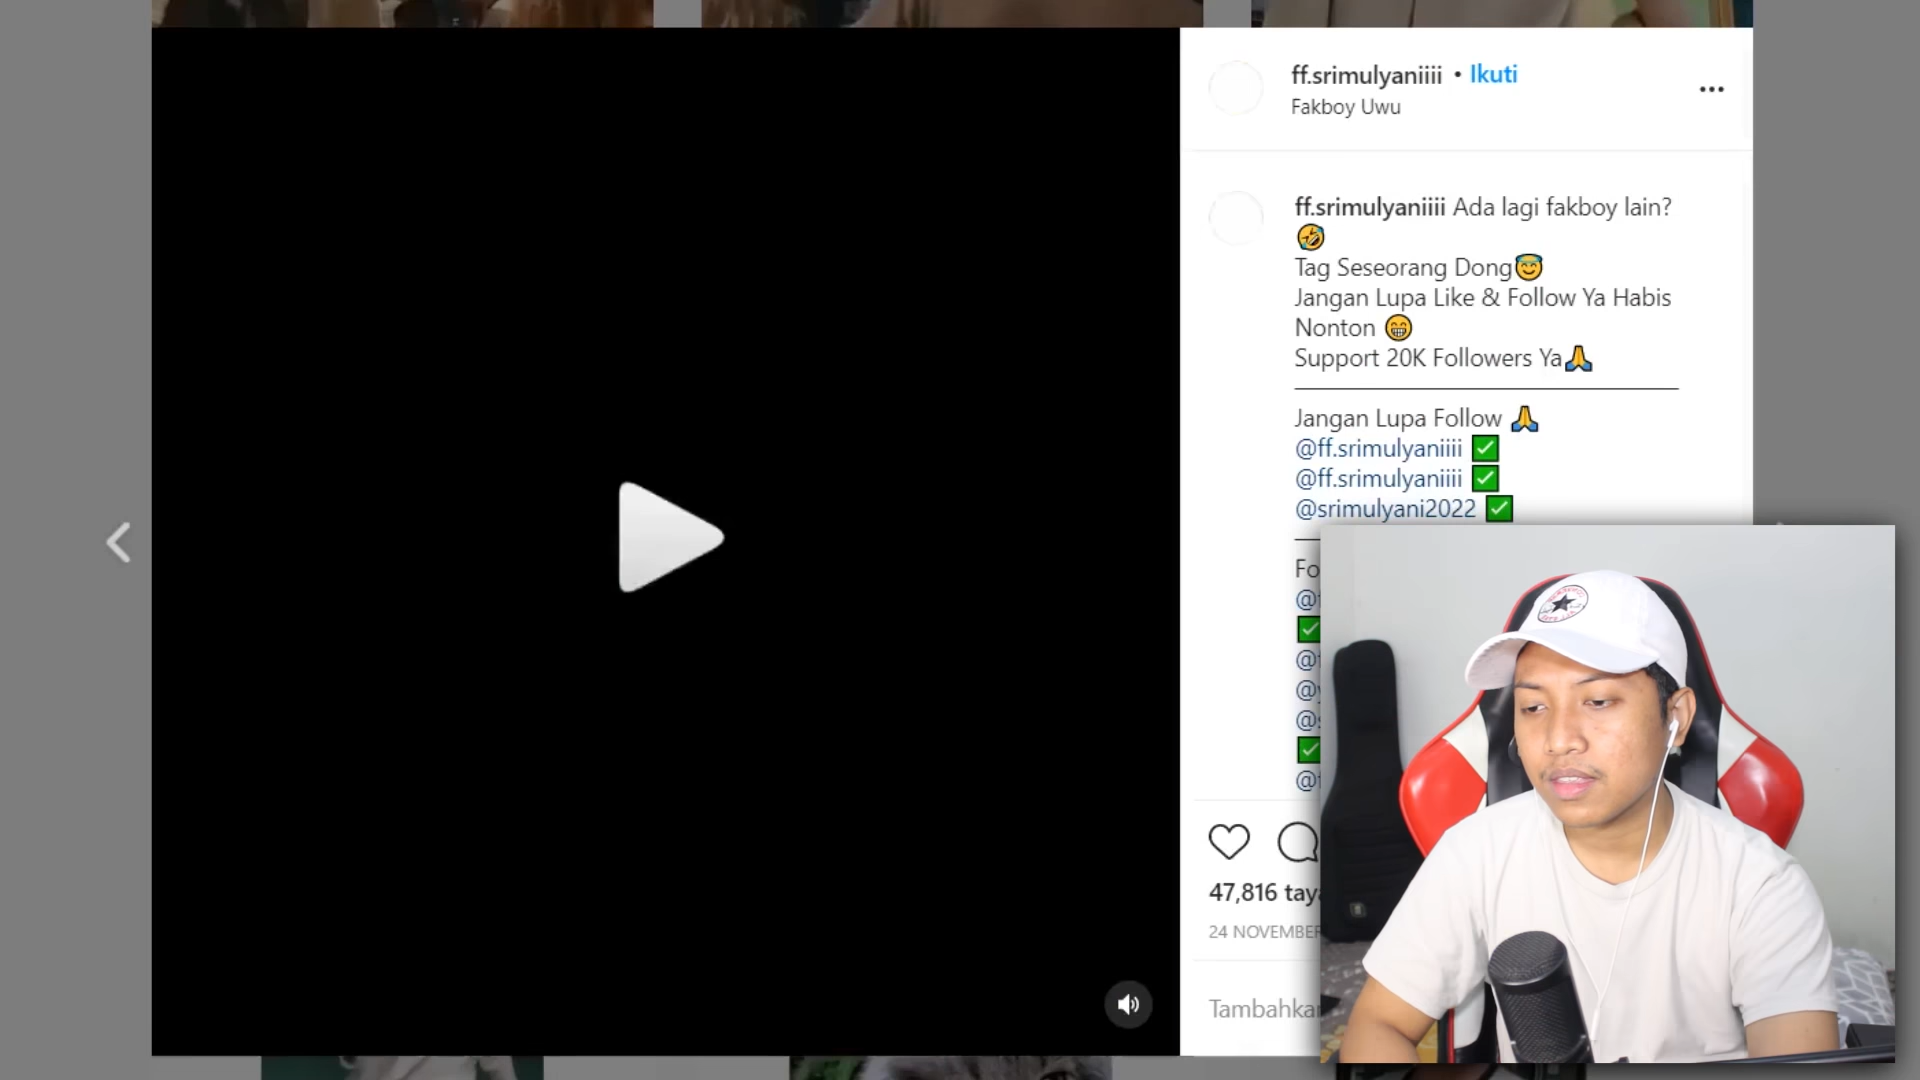 ff.srimulyaniiii • Ikuti
Fakboy Uwu
ff.srimulyaniiii Ada lagi fakboy lain?
🤣
Tag Seseorang Dong😇
Jangan Lupa Like & Follow Ya Habis
Nonton 😁
Support 20K Followers Ya🙏
Jangan Lupa Follow 🙏
@ff.srimulyaniiii ✅
@ff.srimulyaniiii ✅
@srimulyani2022 ✅
47,816
24 NOVEMBER